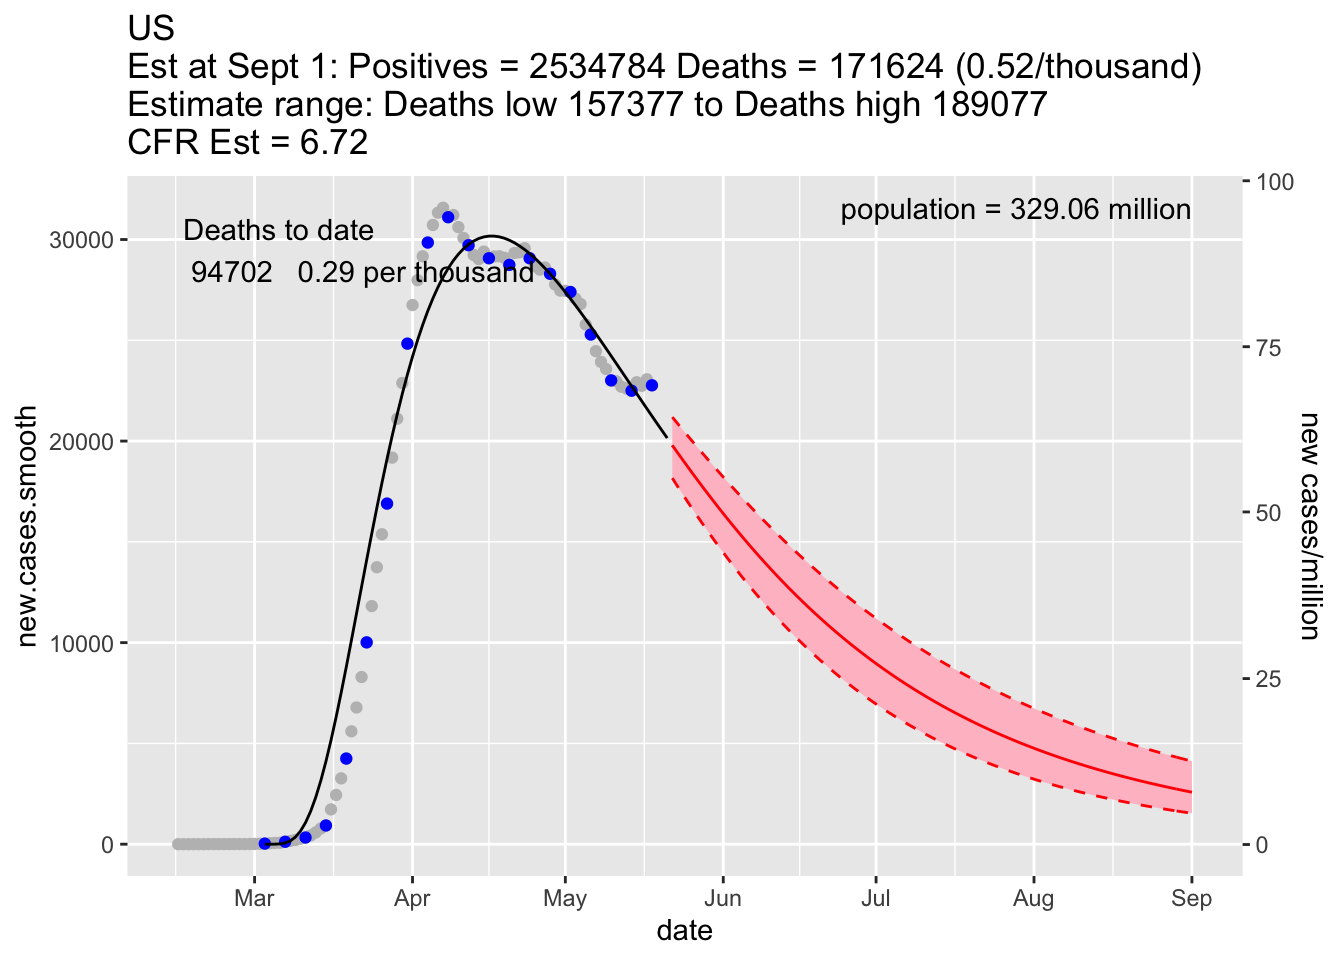 US
Est at Sept 1: Positives = 2534784 Deaths = 171624 (0.52/thousand)
Estimate range: Deaths low 157377 to Deaths high 189077
CFR Est = 6.72
Deaths to date
94702 0.29 per thousand
population = 329.06 million
new.cases.smooth
30000
20000
10000
0
100
75
50
25
0
new cases/million
Mar Apr May Jun Jul Aug Sep
date